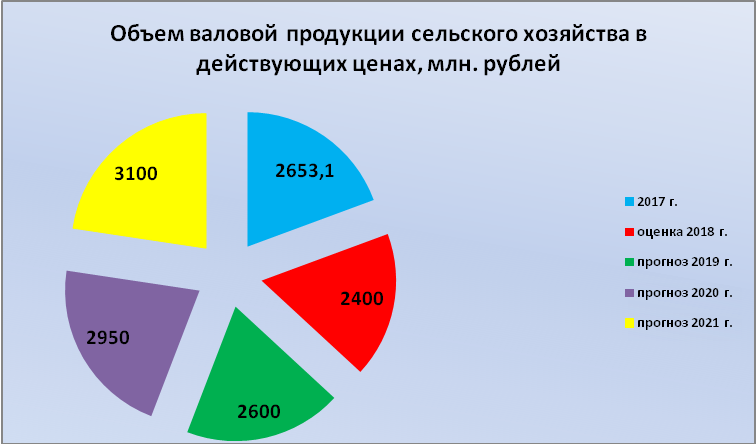 Объем валовой продукции сельского хозяйства в
действующих ценах, млн. рублей
3100
2653,1
2400
2950
2600
2017 г.
оценка 2018 г.
прогноз 2019 г.
прогноз 2020 г.
прогноз 2021 г.